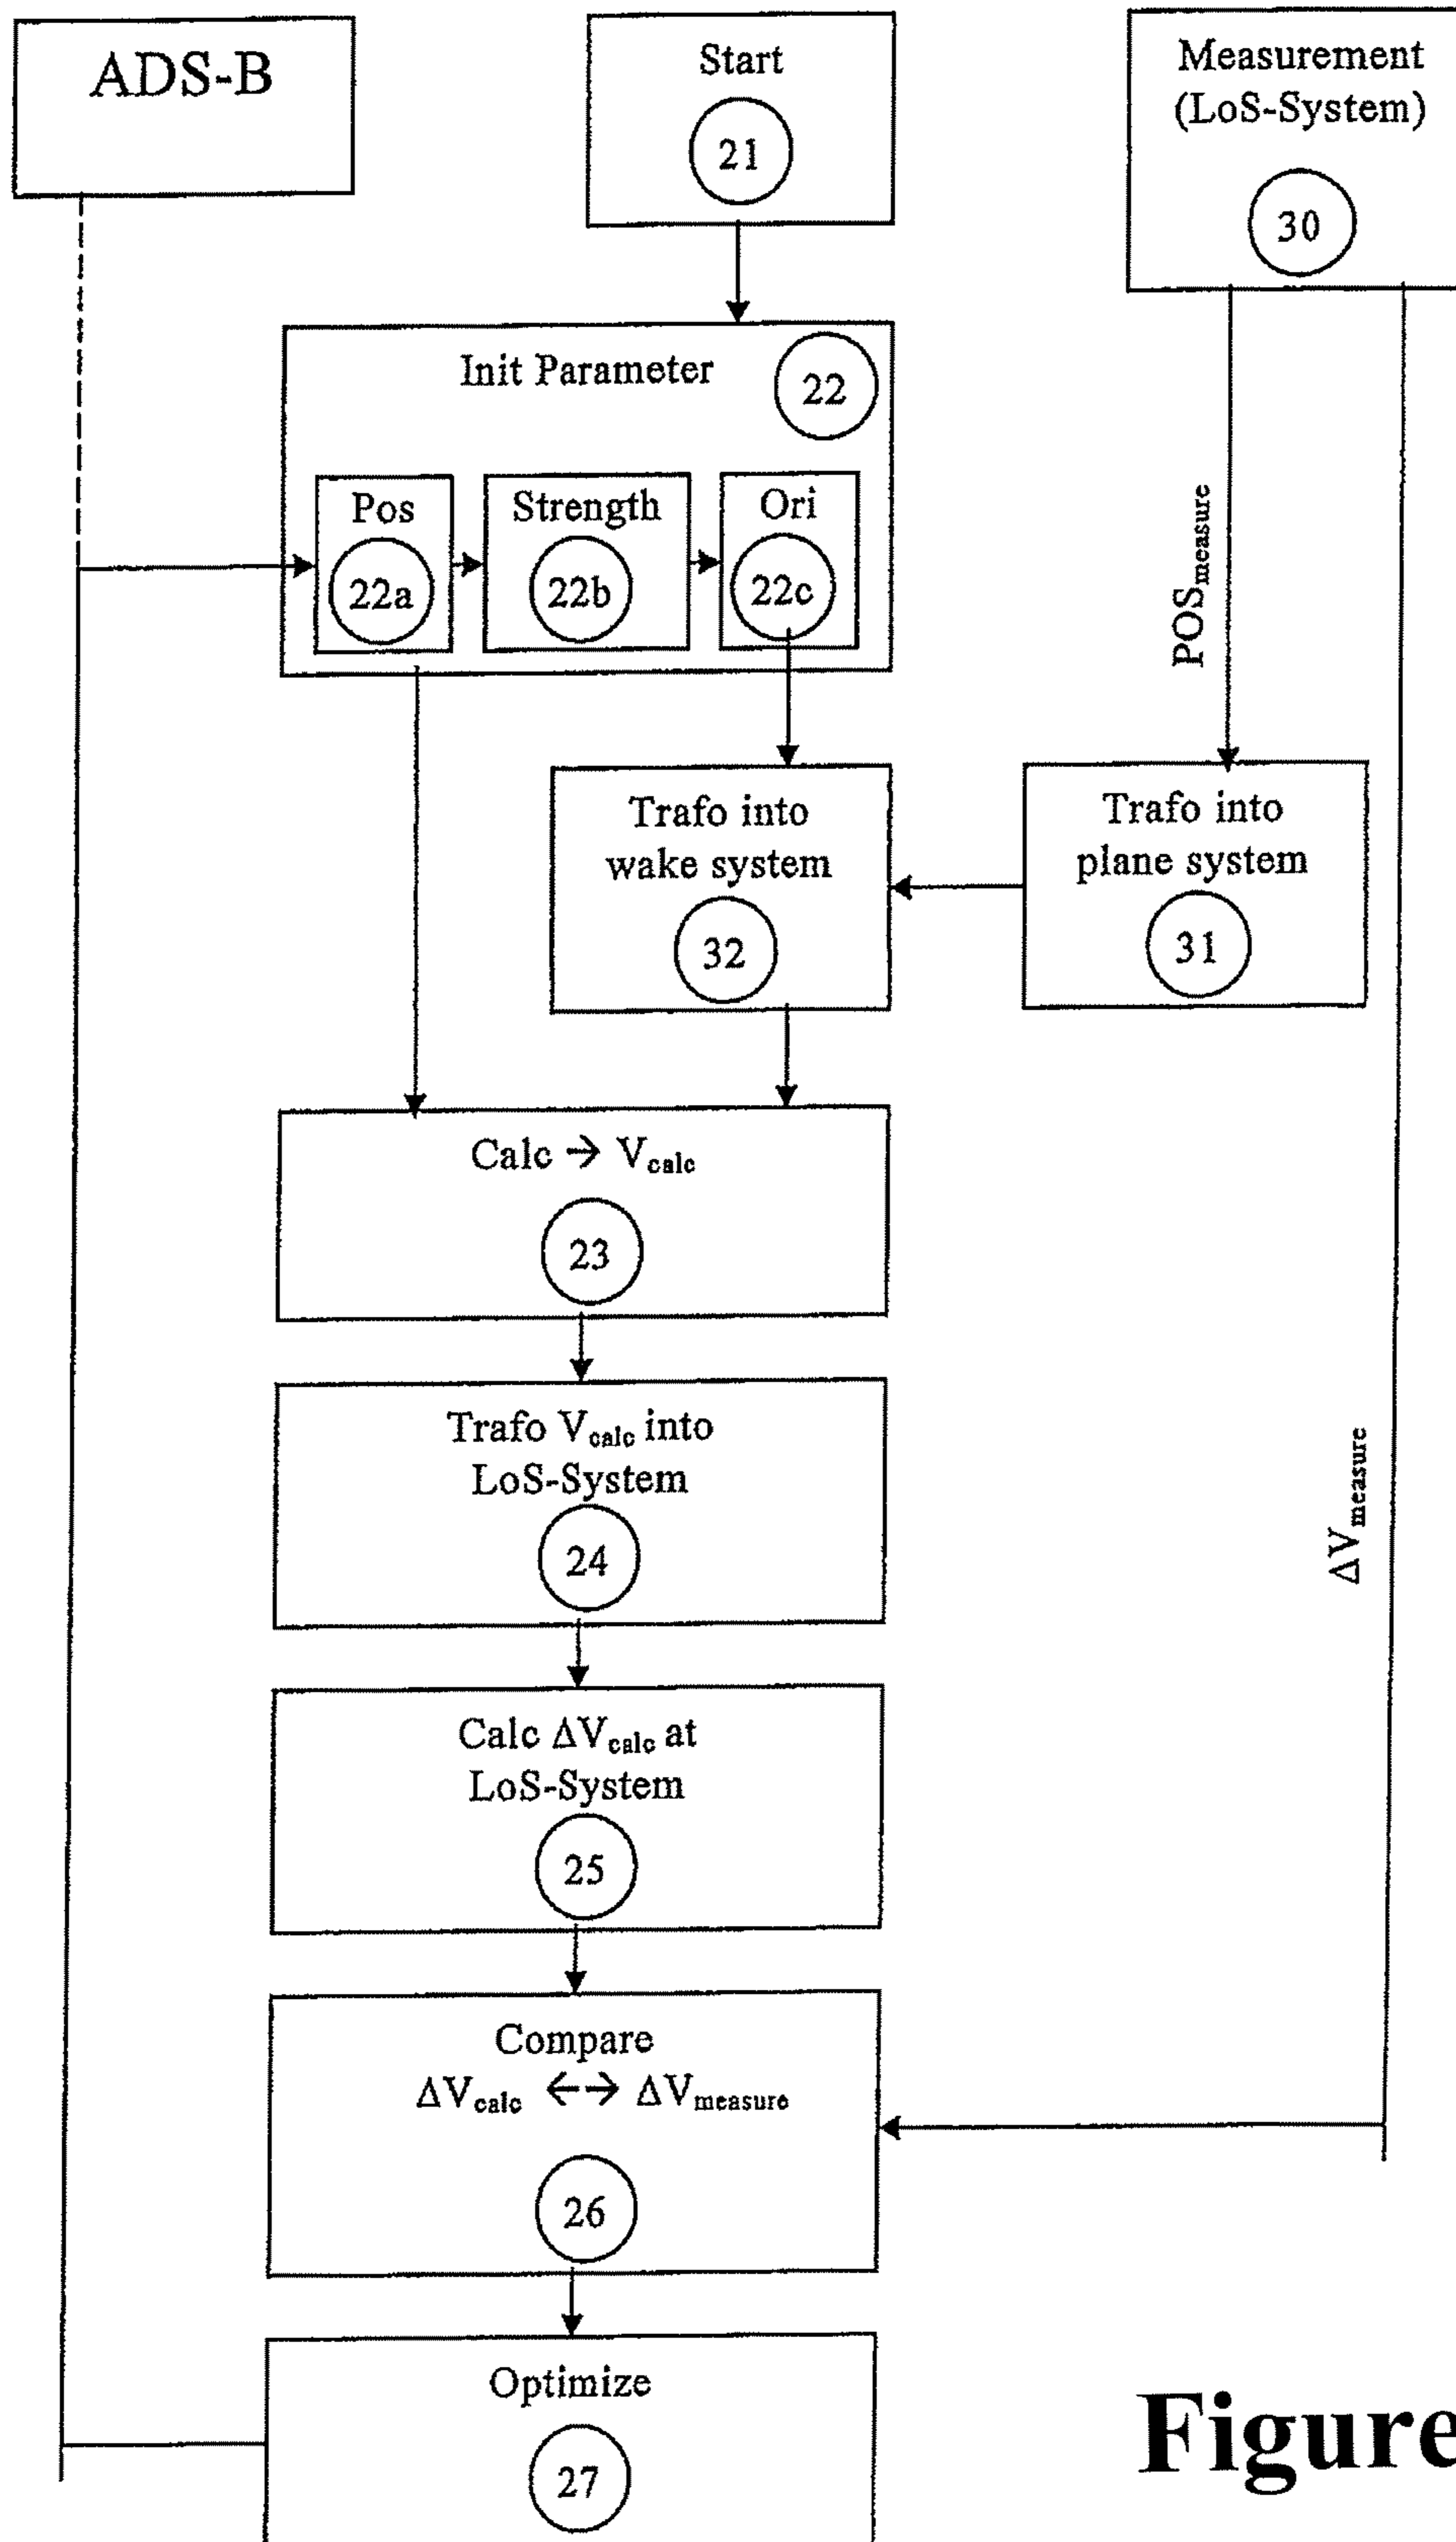 ADS-B
Start
21
Measurement
(LoS-System)
30
Init Parameter
22
Pos
22a
Strength
22b
Ori
22c
POSmeasure
Trafo into
wake system
32
Trafo into
plane system
31
Calc → Vcalc
23
Trafo Vcalc into
LoS-System
24
Calc ΔVcalc at
LoS-System
25
ΔVmeasure
Compare
ΔVcalc ←→ ΔVmeasure
26
Optimize
27
Figure